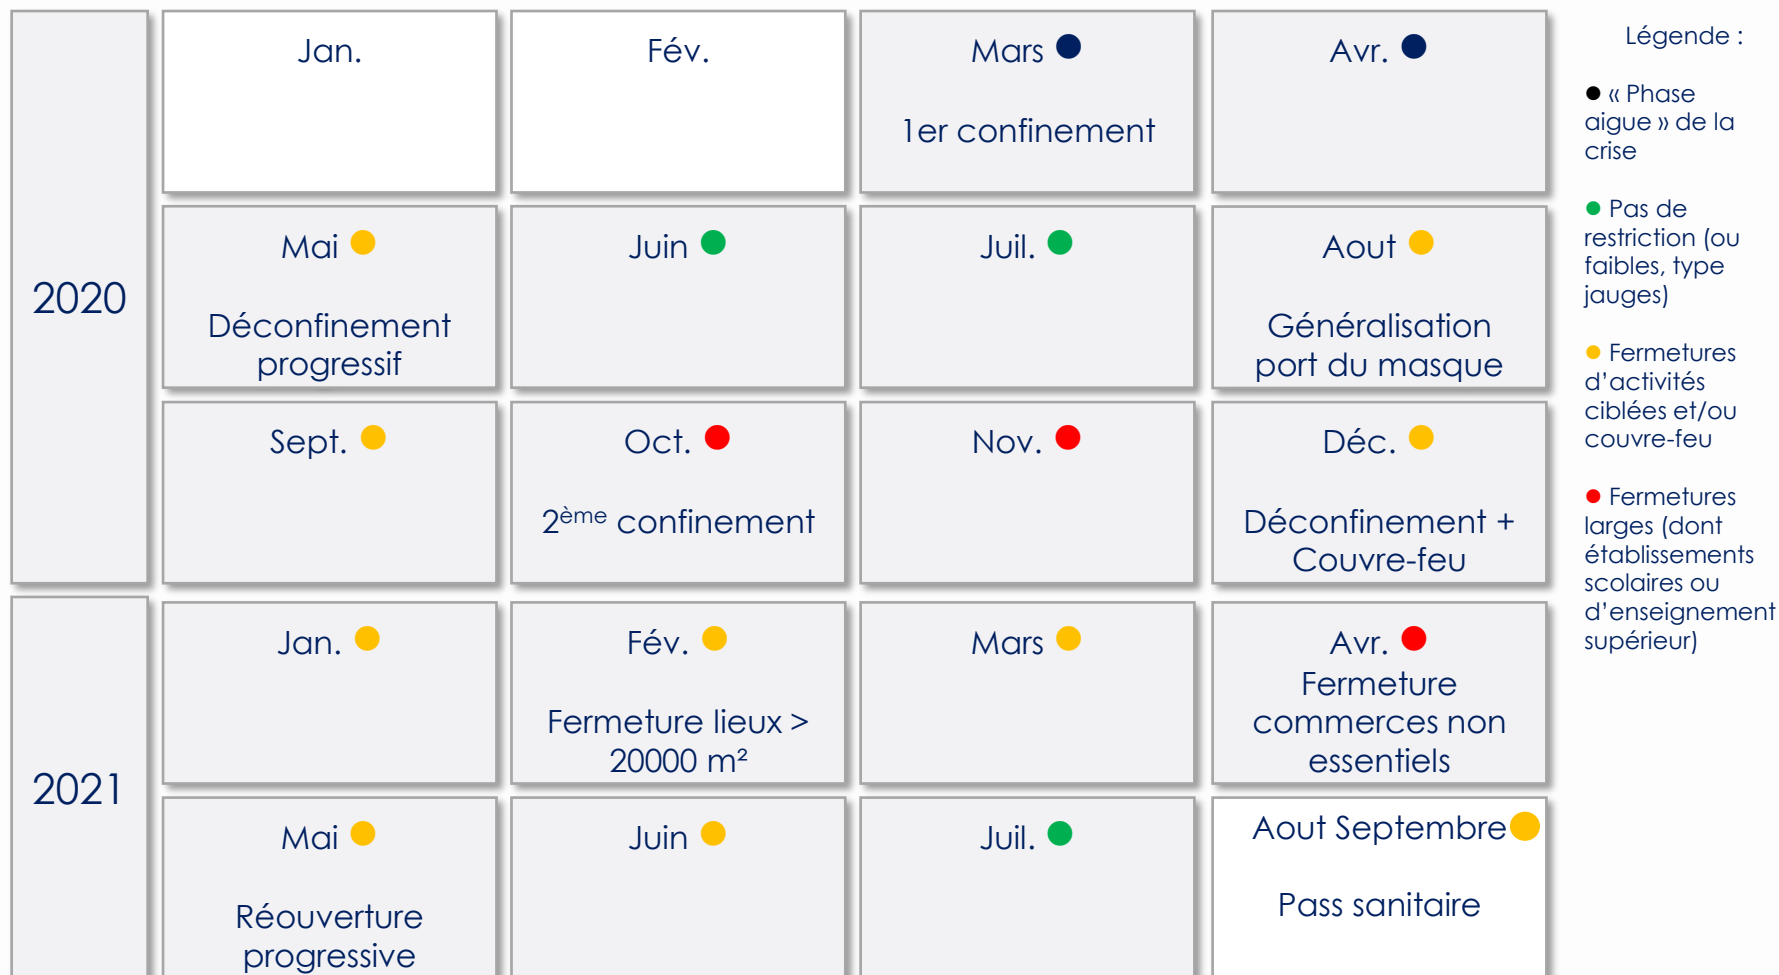 2020
Jan.
Fév.
Mars
1er confinement
Avr.
Mai
Déconfinement
progressif
Juin
Juil.
Aout
Généralisation
port du masque
Sept.
Oct.
2ème confinement
Nov.
Déc.
Déconfinement +
Couvre-feu
2021
Jan.
Fév.
Fermeture lieux >
20000 m²
Mars
Avr.
Fermeture
commerces non
essentiels
Mai
Réouverture
progressive
Juin
Juil.
Aout Septembre
Pass sanitaire
Légende :
« Phase
aigue » de la
crise
Pas de
restriction (ou
faibles, type
jauges)
Fermetures
d’activités
ciblées et/ou
couvre-feu
Fermetures
larges (dont
établissements
scolaires ou
d’enseignement
supérieur)